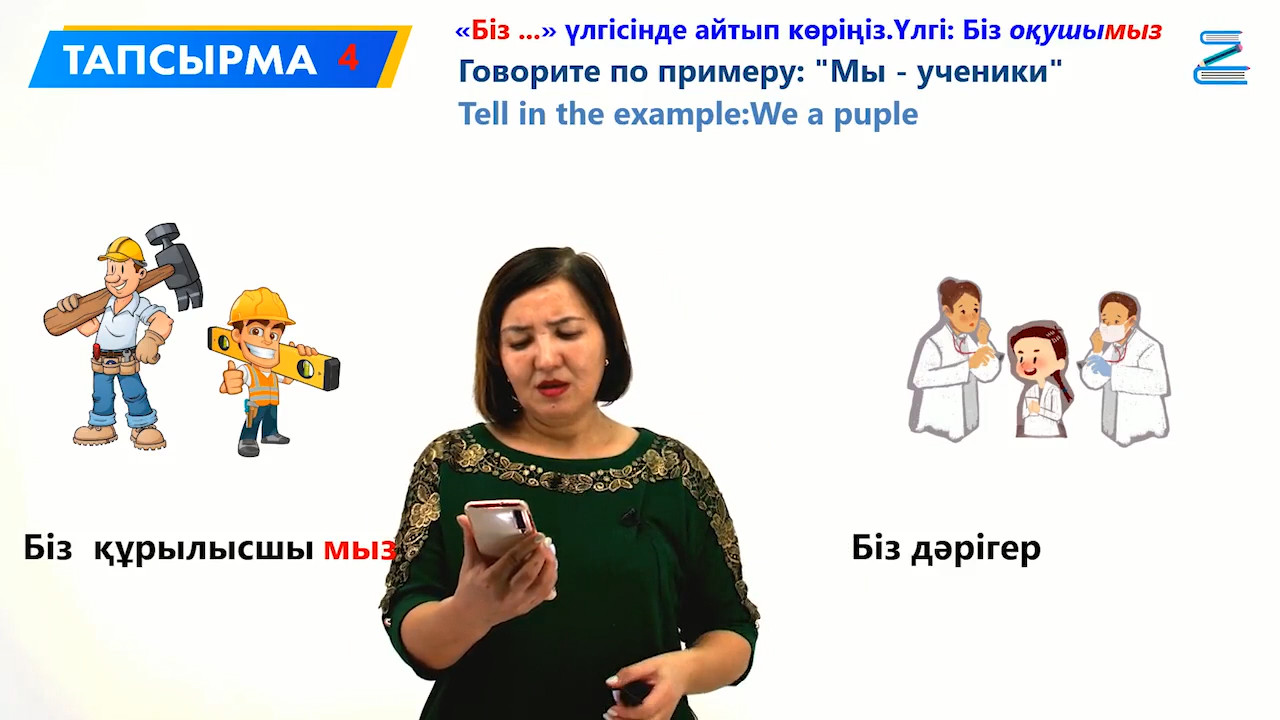 ТАПСЫРМА 4
«Біз ...» үлгісінде айтып көріңіз.Үлгі: Біз оқушымыз
Говорите по примеру: "Мы - ученики"
Tell in the example:We a puple
Біз құрылысшы мыз
Біз дәрігер